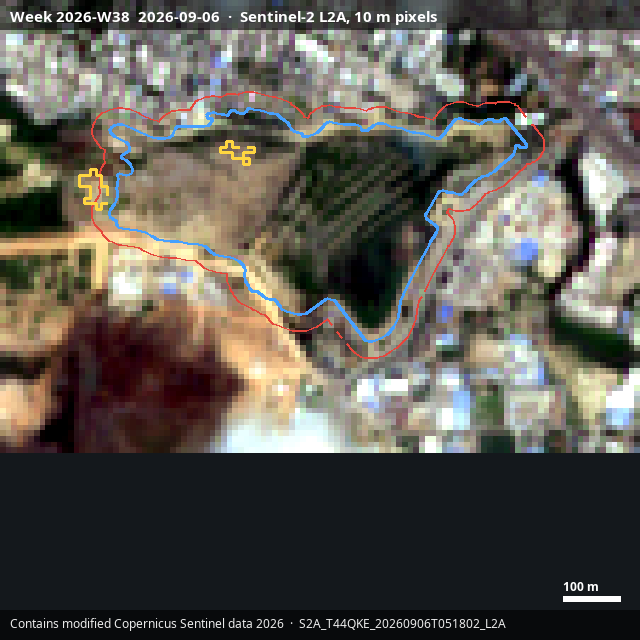 Week 2026-W38 2026-09-06 · Sentinel-2 L2A, 10 m pixels
100 m
Contains modified Copernicus Sentinel data 2026 · S2A_T44QKE_20260906T051802_L2A